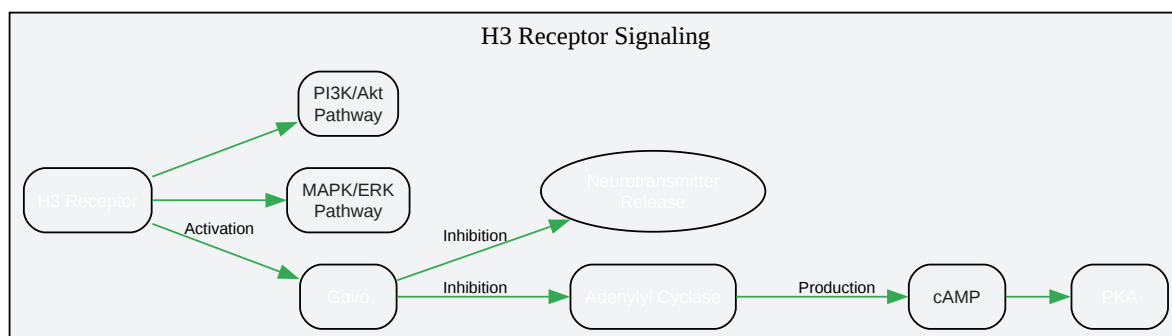 H3 Receptor Signaling
PI3K/Akt
Pathway
H3 Receptor
MAPK/ERK
Pathway
Neurotmitter
Release
Activation
Inhibition
Gαi/o
Inhibition
Adenylyl Cyclase
Production
cAMP
PKA